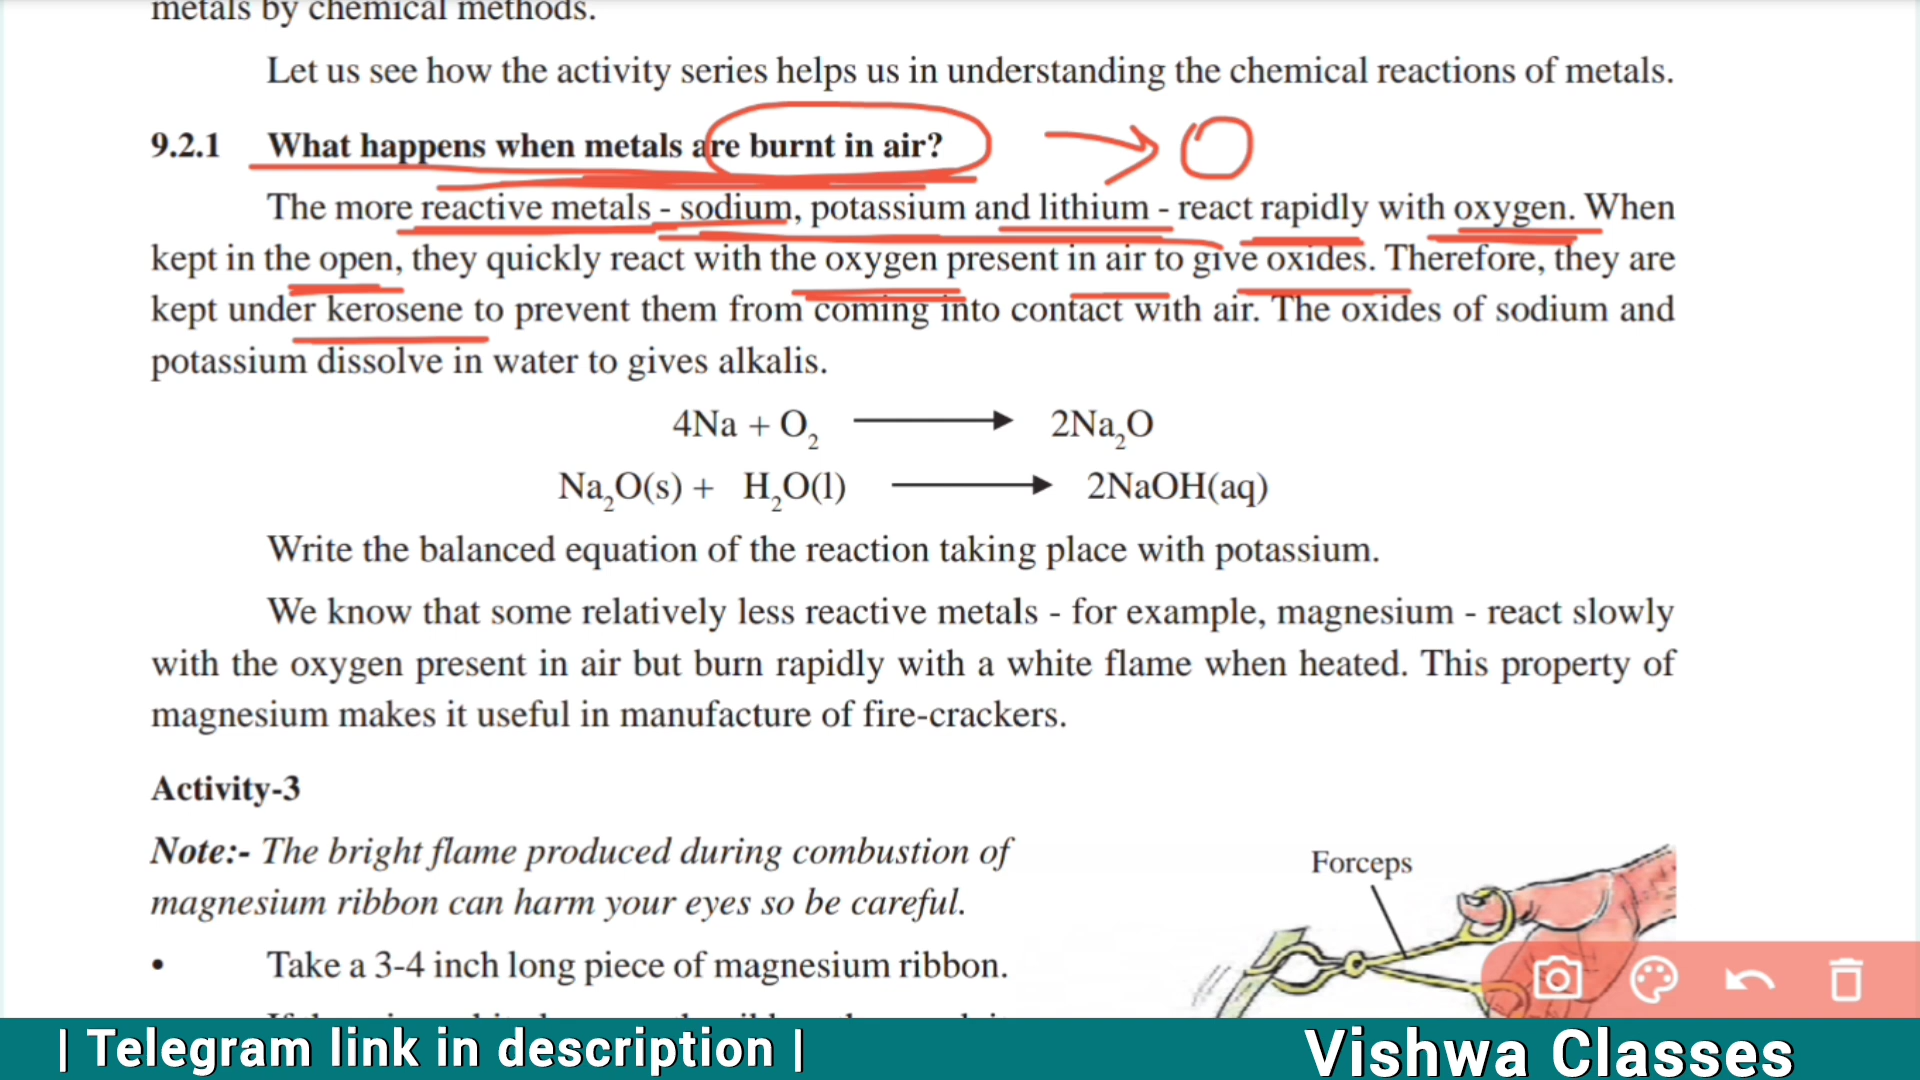 metals by chemical methods.
Let us see how the activity series helps us in understanding the chemical reactions of metals.
9.2.1 What happens when metals are burnt in air?
The more reactive metals - sodium, potassium and lithium - react rapidly with oxygen. When
kept in the open, they quickly react with the oxygen present in air to give oxides. Therefore, they are
kept under kerosene to prevent them from coming into contact with air. The oxides of sodium and
potassium dissolve in water to gives alkalis.
4Na + O₂ ⟶ 2Na₂O
Na₂O(s) + H₂O(l) ⟶ 2NaOH(aq)
Write the balanced equation of the reaction taking place with potassium.
We know that some relatively less reactive metals - for example, magnesium - react slowly
with the oxygen present in air but burn rapidly with a white flame when heated. This property of
magnesium makes it useful in manufacture of fire-crackers.
Activity-3
Note:- The bright flame produced during combustion of
magnesium ribbon can harm your eyes so be careful.
Forceps
• Take a 3-4 inch long piece of magnesium ribbon.
| Telegram link in description |
Vishwa Classes